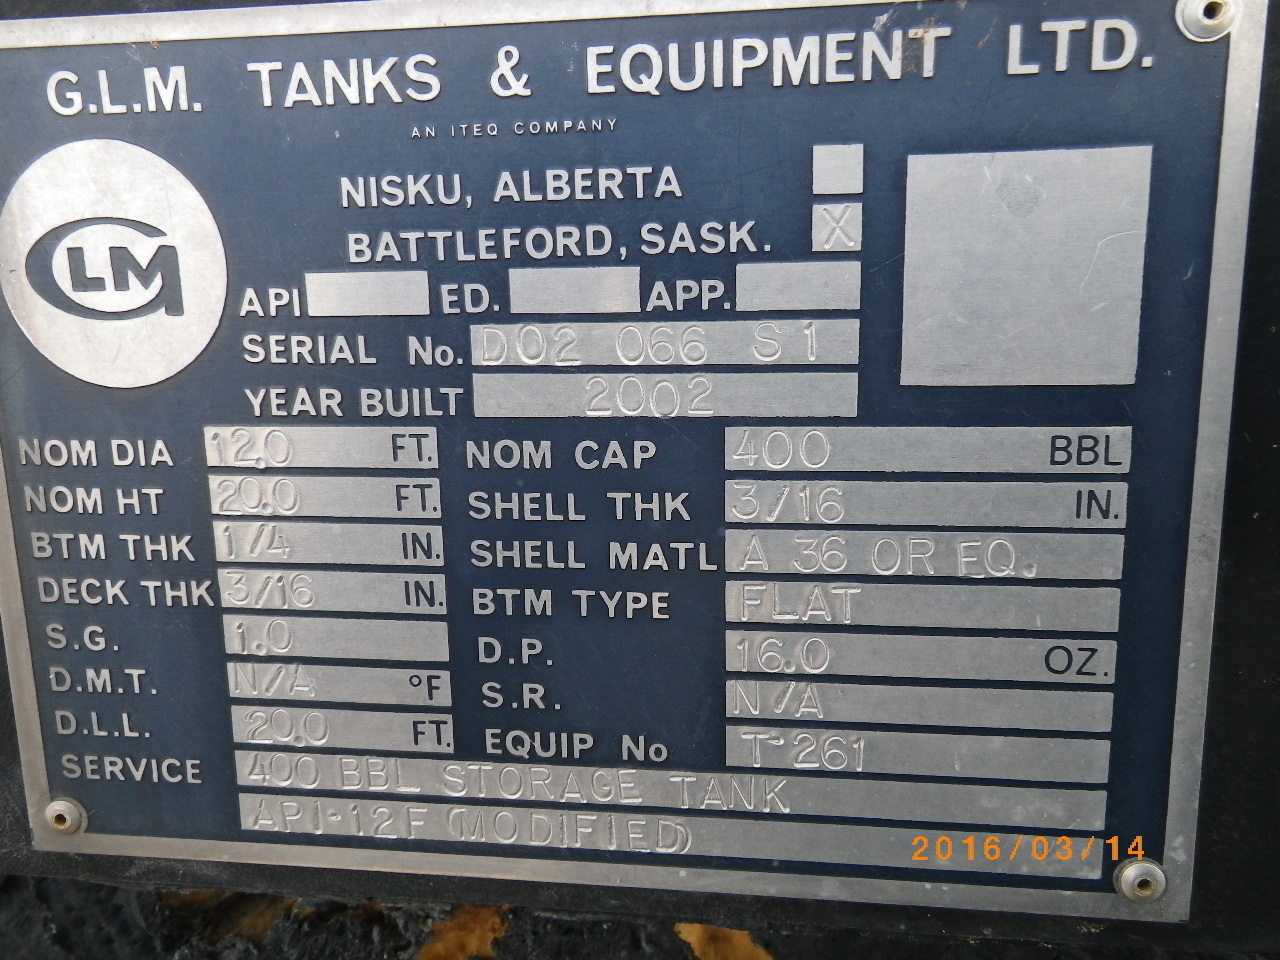 G.L.M. TANKS & EQUIPMENT LTD.
AN ITEQ COMPANY
GLM
NISKU, ALBERTA
BATTLEFORD, SASK. X
API ED. APP.
SERIAL No. D02 066 S1
YEAR BUILT 2002
NOM DIA 12.0 FT. NOM CAP 400 BBL
NOM HT 20.0 FT. SHELL THK 3/16 IN.
BTM THK 1/4 IN. SHELL MATL A 36 OR EQ.
DECK THK 3/16 IN. BTM TYPE FLAT
S.G. 1.0 D.P. 16.0 OZ.
D.M.T. N/A °F S.R. N/A
D.L.L. 20.0 FT. EQUIP No T-261
SERVICE 400 BBL STORAGE TANK
API-12F (MODIFIED)
2016/03/14